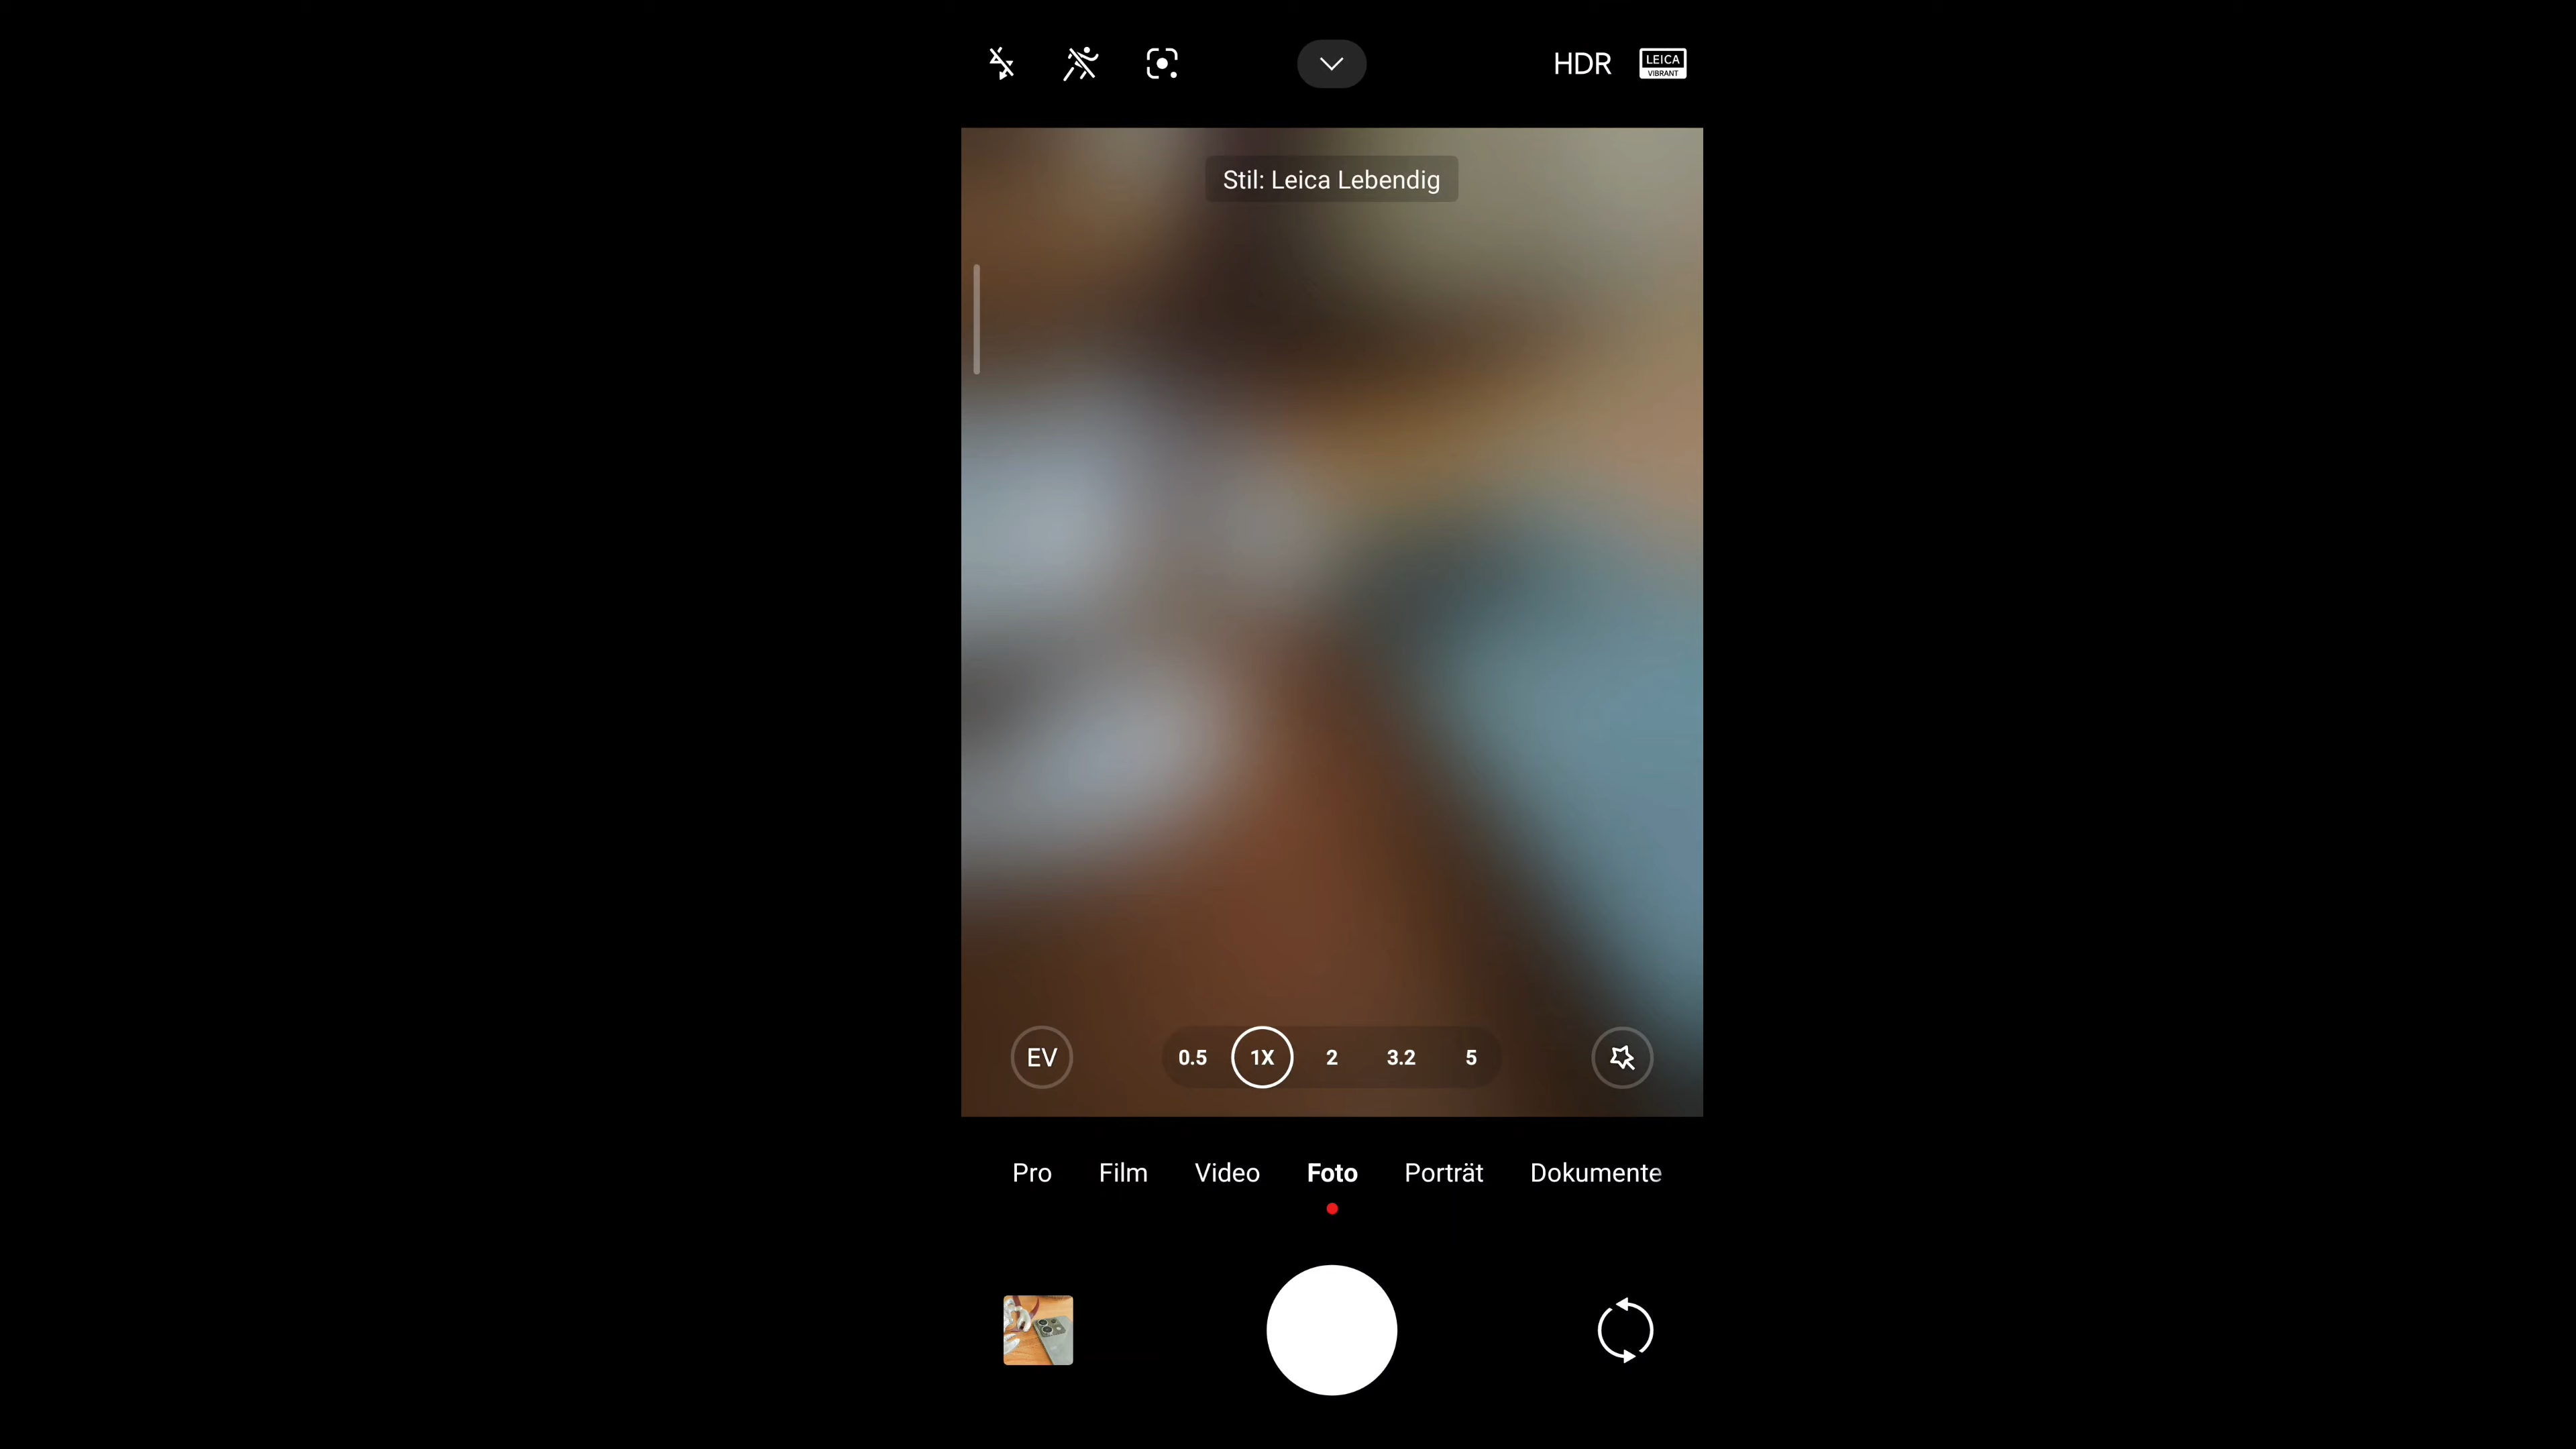 HDR
LEICA
VIBRANT
Stil: Leica Lebendig
EV
0.5 1X 2 3.2 5
Pro Film Video Foto Porträt Dokumente